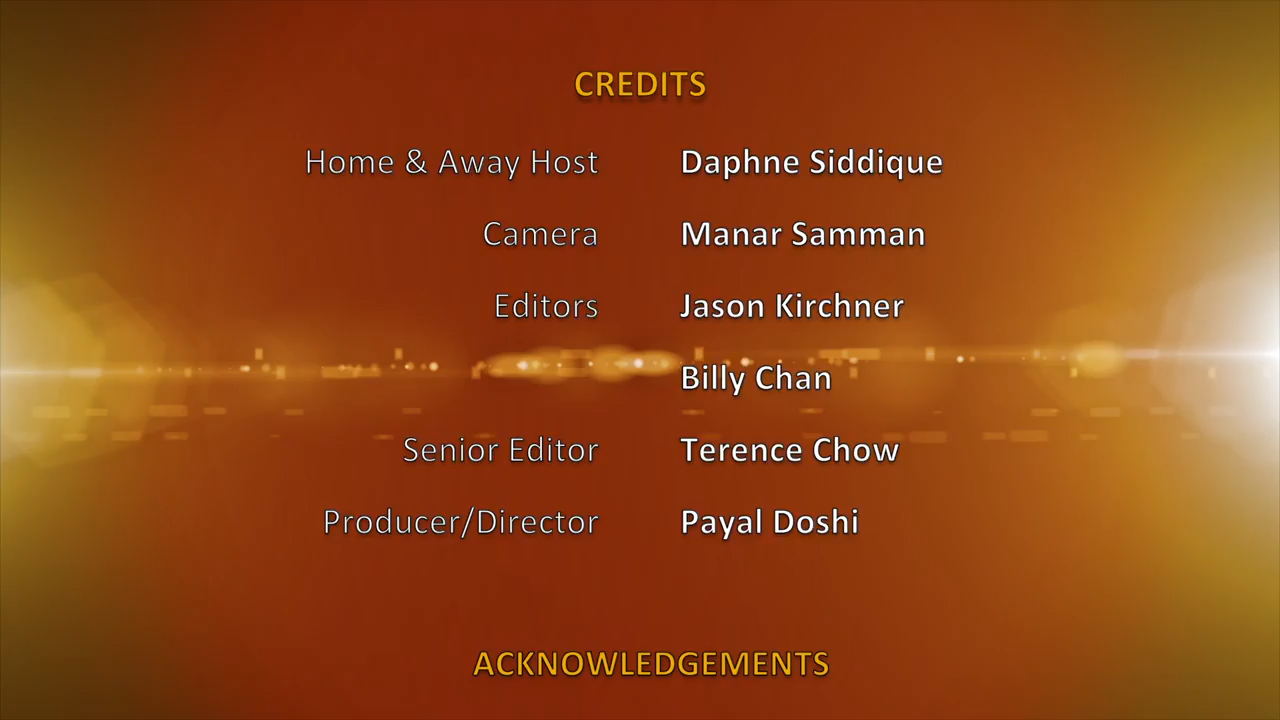 CREDITS
Home & Away Host Daphne Siddique
Camera Manar Samman
Editors Jason Kirchner
Billy Chan
Senior Editor Terence Chow
Producer/Director Payal Doshi
ACKNOWLEDGEMENTS